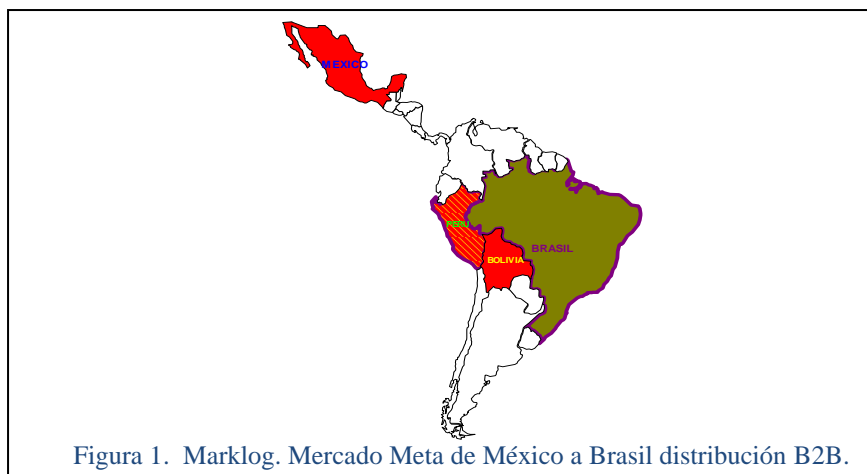 MEXICO
PERU
BOLIVIA
BRASIL
Figura 1. Marklog. Mercado Meta de México a Brasil distribución B2B.